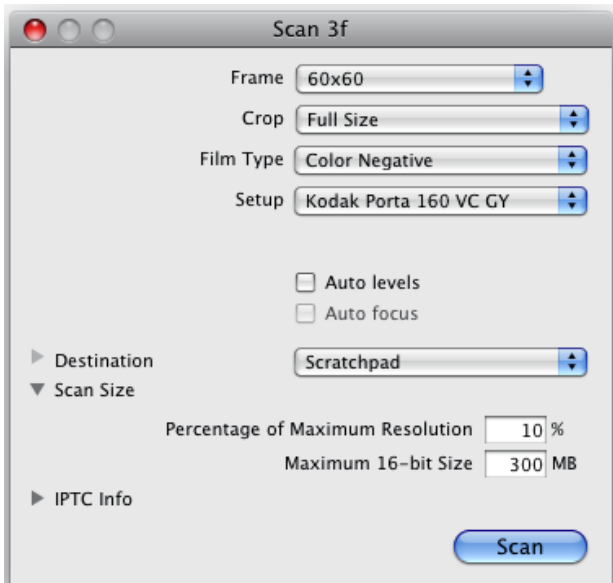 Scan 3f
Frame 60x60
Crop Full Size
Film Type Color Negative
Setup Kodak Porta 160 VC GY
Auto levels
Auto focus
Destination Scratchpad
Scan Size
Percentage of Maximum Resolution 10 %
Maximum 16-bit Size 300 MB
IPTC Info
Scan